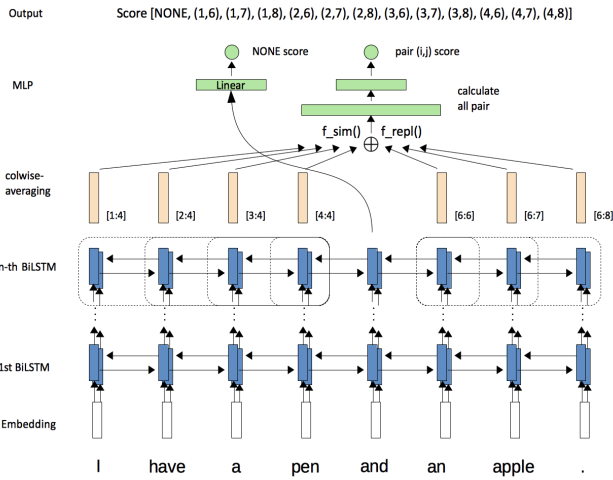 Output
Score [NONE, (1,6), (1,7), (1,8), (2,6), (2,7), (2,8), (3,6), (3,7), (3,8), (4,6), (4,7), (4,8)]
NONE score
pair (i,j) score
MLP
Linear
calculate
all pair
f_sim()
f_repl()
colwise-
averaging
[1:4]
[2:4]
[3:4]
[4:4]
[6:6]
[6:7]
[6:8]
n-th BiLSTM
1st BiLSTM
Embedding
I have a pen and an apple .